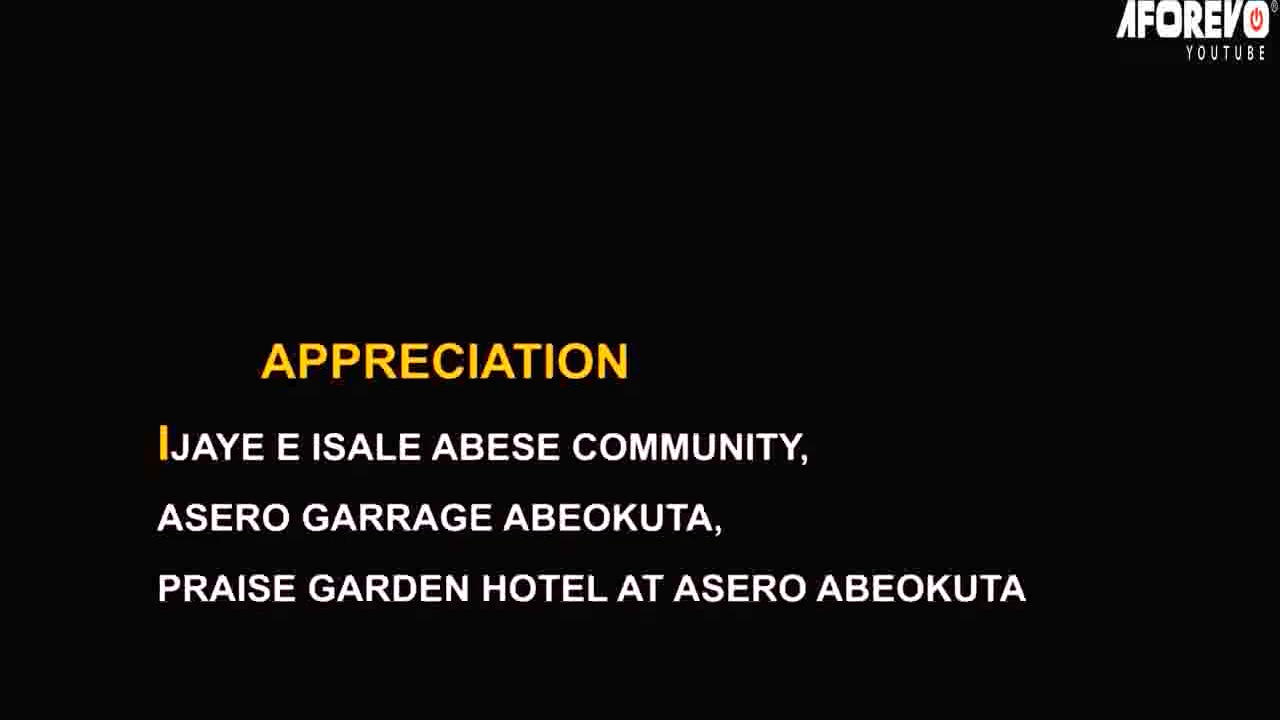 AFOREVO®
YOUTUBE
APPRECIATION
IJAYE E ISALE ABESE COMMUNITY,
ASERO GARRAGE ABEOKUTA,
PRAISE GARDEN HOTEL AT ASERO ABEOKUTA